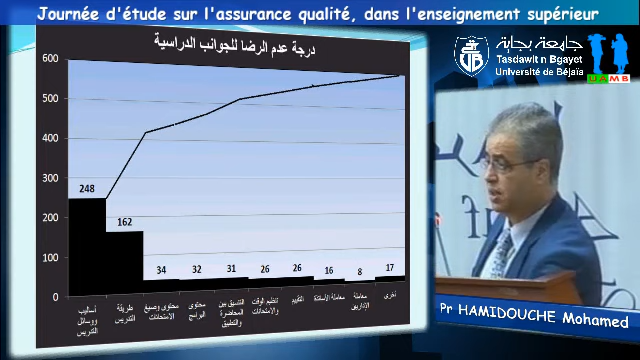 Journée d'étude sur l'assurance qualité, dans l'enseignement supérieur
درجة عدم الرضا للجوانب الدراسية
600
500
400
300
200
100
0
248
162
34
32
31
26
26
16
8
17
أساليب ووسائل التدريس
طريقة التدريس
محتوى وصيغ الامتحانات
محتوى البرامج
التنسيق بين المحاضرة والتطبيق
تنظيم الوقت والامتحانات
التقييم
معاملة الأساتذة
معاملة الإداريين
أخرى
جامعة بجاية
Tasdawit n Bgayet
Université de Béjaïa
UAMB
Pr HAMIDOUCHE Mohamed